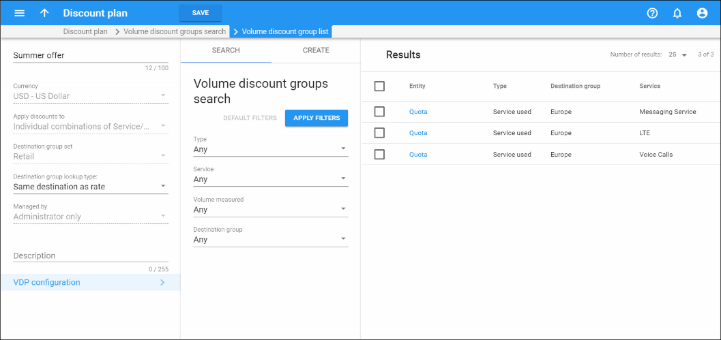 Discount plan
SAVE
Discount plan
Volume discount groups search
Volume discount group list
Summer offer
12 / 100
Currency
USD - US Dollar
Apply discounts to
Individual combinations of Service/...
Destination group set
Retail
Destination group lookup type:
Same destination as rate
Managed by
Administrator only
Description
0 / 255
VDP configuration
SEARCH
CREATE
Volume discount groups
search
DEFAULT FILTERS
APPLY FILTERS
Type
Any
Service
Any
Volume measured
Any
Destination group
Any
Results
Number of results: 25
3 of 3
Entity Type Destination group Service
Quota Service used Europe Messaging Service
Quota Service used Europe LTE
Quota Service used Europe Voice Calls